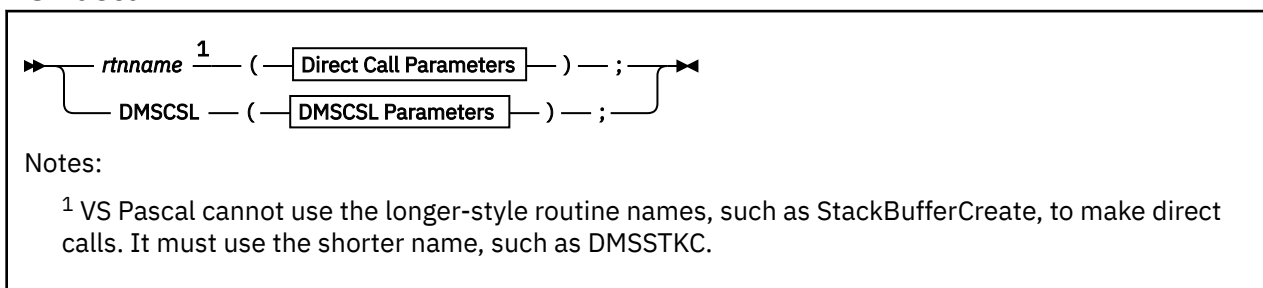 rtnname 1 ( Direct Call Parameters ) ;
DMSCSL ( DMSCSL Parameters ) ;
Notes:
1 VS Pascal cannot use the longer-style routine names, such as StackBufferCreate, to make direct
calls. It must use the shorter name, such as DMSSTKC.